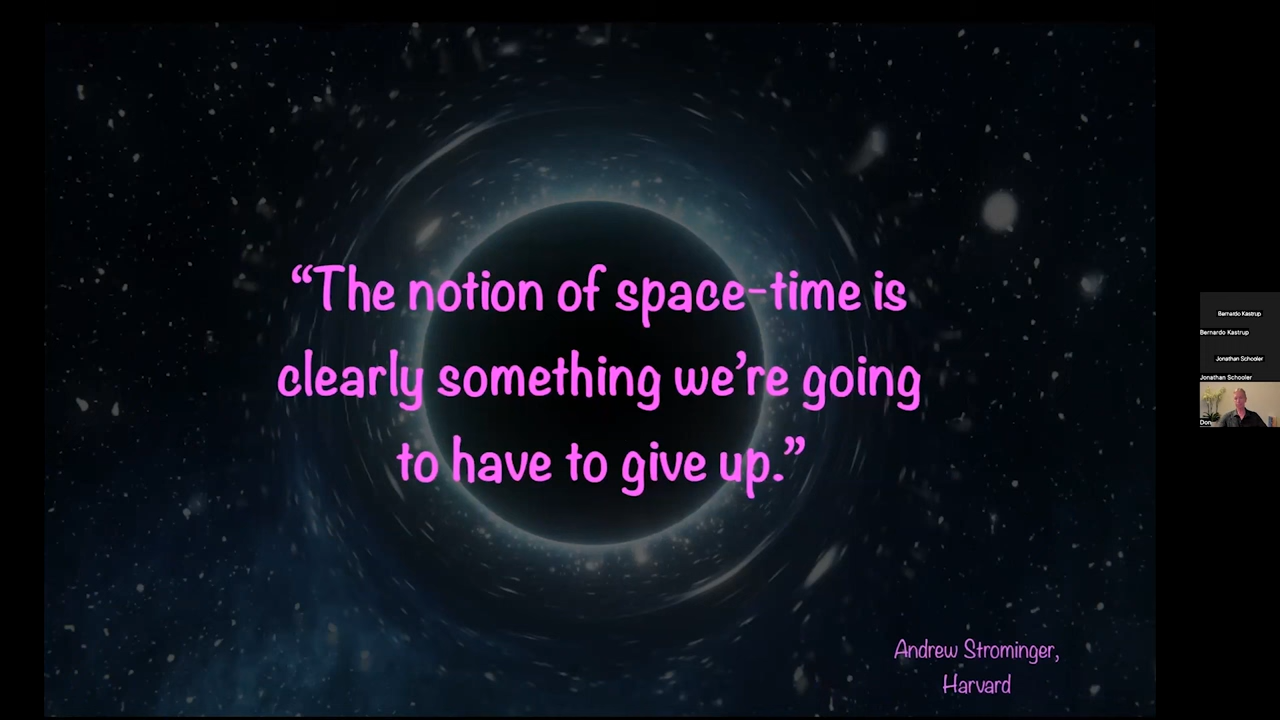 “The notion of space-time is
clearly something we’re going
to have to give up.”
Andrew Strominger,
Harvard
Bernardo Kastrup
Bernardo Kastrup
Jonathan Schooler
Jonathan Schooler
Don